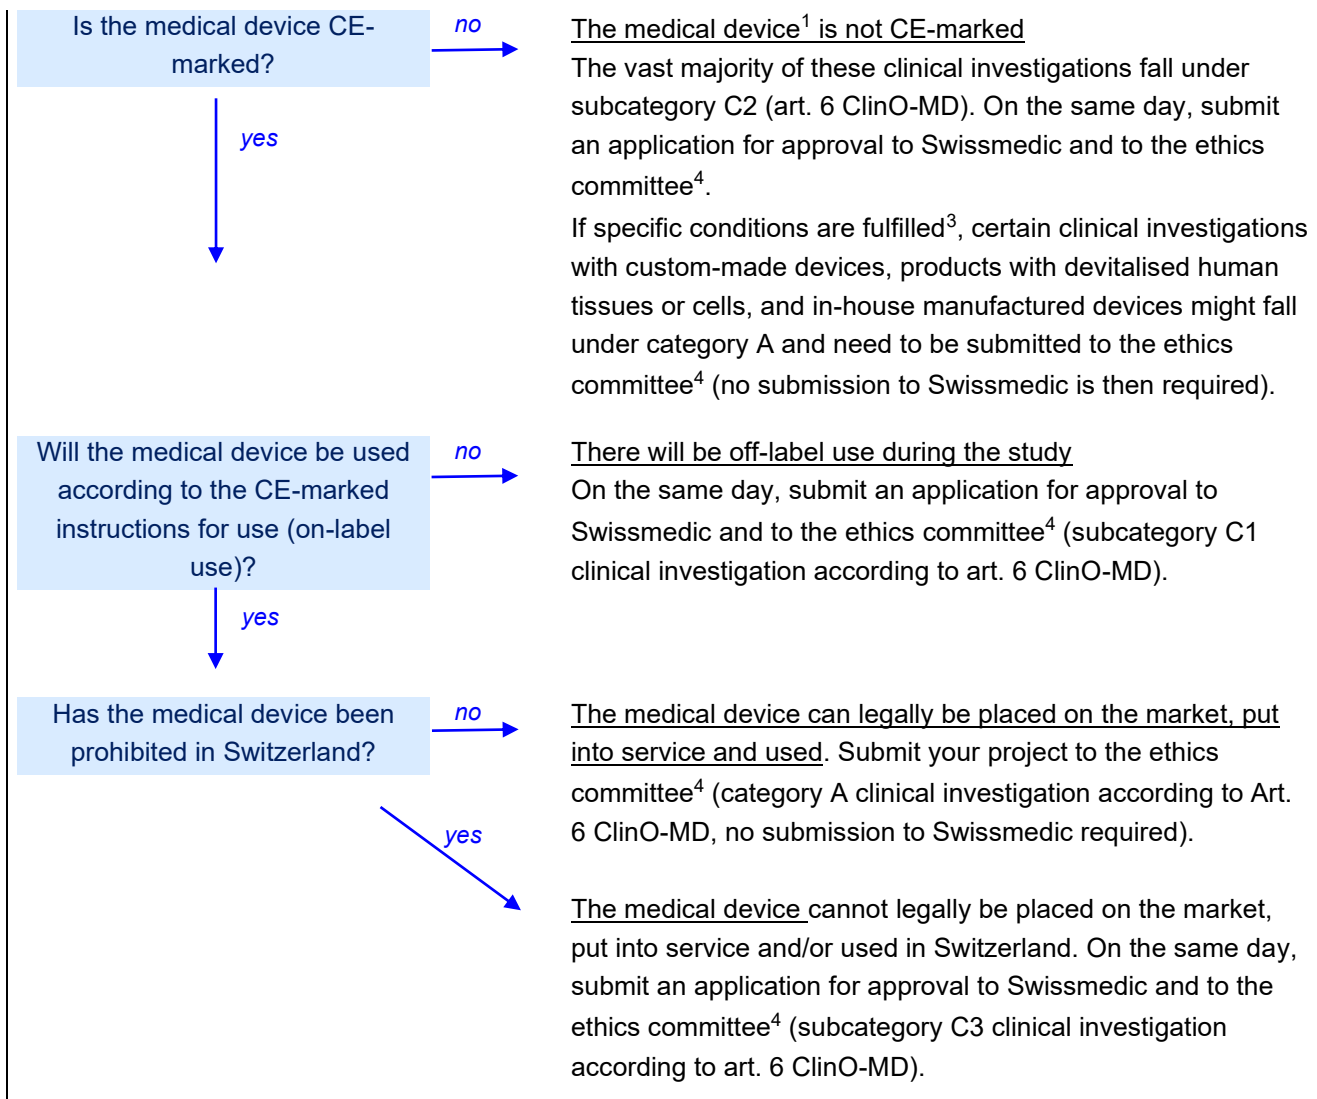 Is the medical device CE-
marked?
no
yes
The medical device¹ is not CE-marked
The vast majority of these clinical investigations fall under
subcategory C2 (art. 6 ClinO-MD). On the same day, submit
an application for approval to Swissmedic and to the ethics
committee⁴.
If specific conditions are fulfilled³, certain clinical investigations
with custom-made devices, products with devitalised human
tissues or cells, and in-house manufactured devices might fall
under category A and need to be submitted to the ethics
committee⁴ (no submission to Swissmedic is then required).
Will the medical device be used
according to the CE-marked
instructions for use (on-label
use)?
no
yes
There will be off-label use during the study
On the same day, submit an application for approval to
Swissmedic and to the ethics committee⁴ (subcategory C1
clinical investigation according to art. 6 ClinO-MD).
Has the medical device been
prohibited in Switzerland?
no
yes
The medical device can legally be placed on the market, put
into service and used. Submit your project to the ethics
committee⁴ (category A clinical investigation according to Art.
6 ClinO-MD, no submission to Swissmedic required).
The medical device cannot legally be placed on the market,
put into service and/or used in Switzerland. On the same day,
submit an application for approval to Swissmedic and to the
ethics committee⁴ (subcategory C3 clinical investigation
according to art. 6 ClinO-MD).